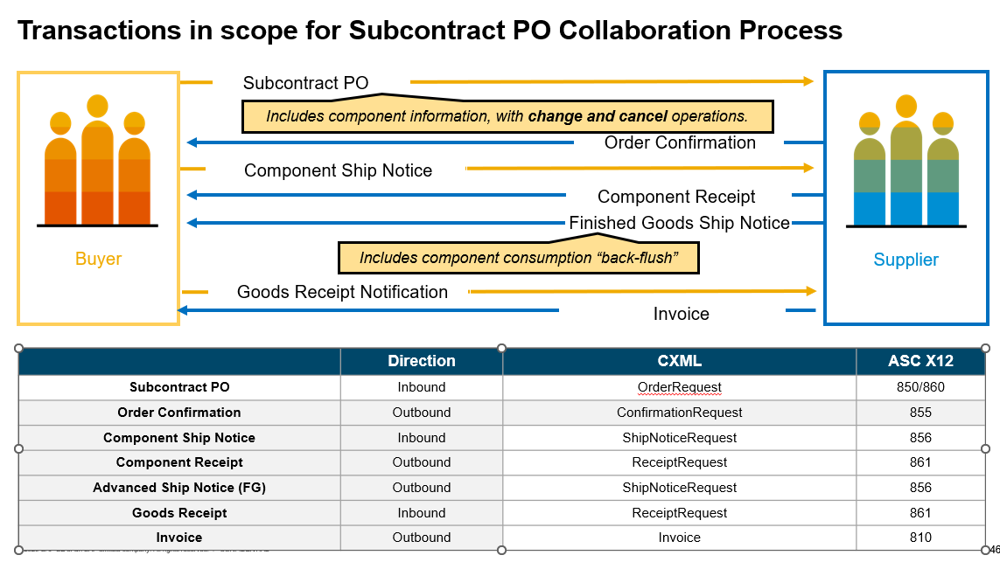 Transactions in scope for Subcontract PO Collaboration Process
Subcontract PO
Includes component information, with change and cancel operations.
Order Confirmation
Component Ship Notice
Component Receipt
Finished Goods Ship Notice
Includes component consumption “back-flush”
Buyer
Supplier
Goods Receipt Notification
Invoice
Direction CXML ASC X12
Subcontract PO Inbound OrderRequest 850/860
Order Confirmation Outbound ConfirmationRequest 855
Component Ship Notice Inbound ShipNoticeRequest 856
Component Receipt Outbound ReceiptRequest 861
Advanced Ship Notice (FG) Outbound ShipNoticeRequest 856
Goods Receipt Inbound ReceiptRequest 861
Invoice Outbound Invoice 810
46